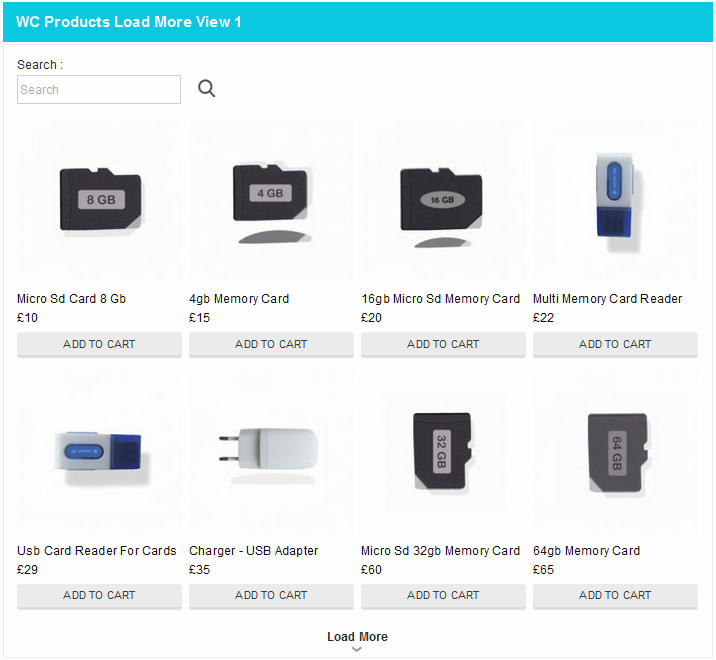 WC Products Load More View 1
Search :
Search
8 GB
4 GB
16 GB
Micro Sd Card 8 Gb
4gb Memory Card
16gb Micro Sd Memory Card
Multi Memory Card Reader
£10
£15
£20
£22
ADD TO CART
ADD TO CART
ADD TO CART
ADD TO CART
32 GB
64 GB
Usb Card Reader For Cards
Charger - USB Adapter
Micro Sd 32gb Memory Card
64gb Memory Card
£29
£35
£60
£65
ADD TO CART
ADD TO CART
ADD TO CART
ADD TO CART
Load More